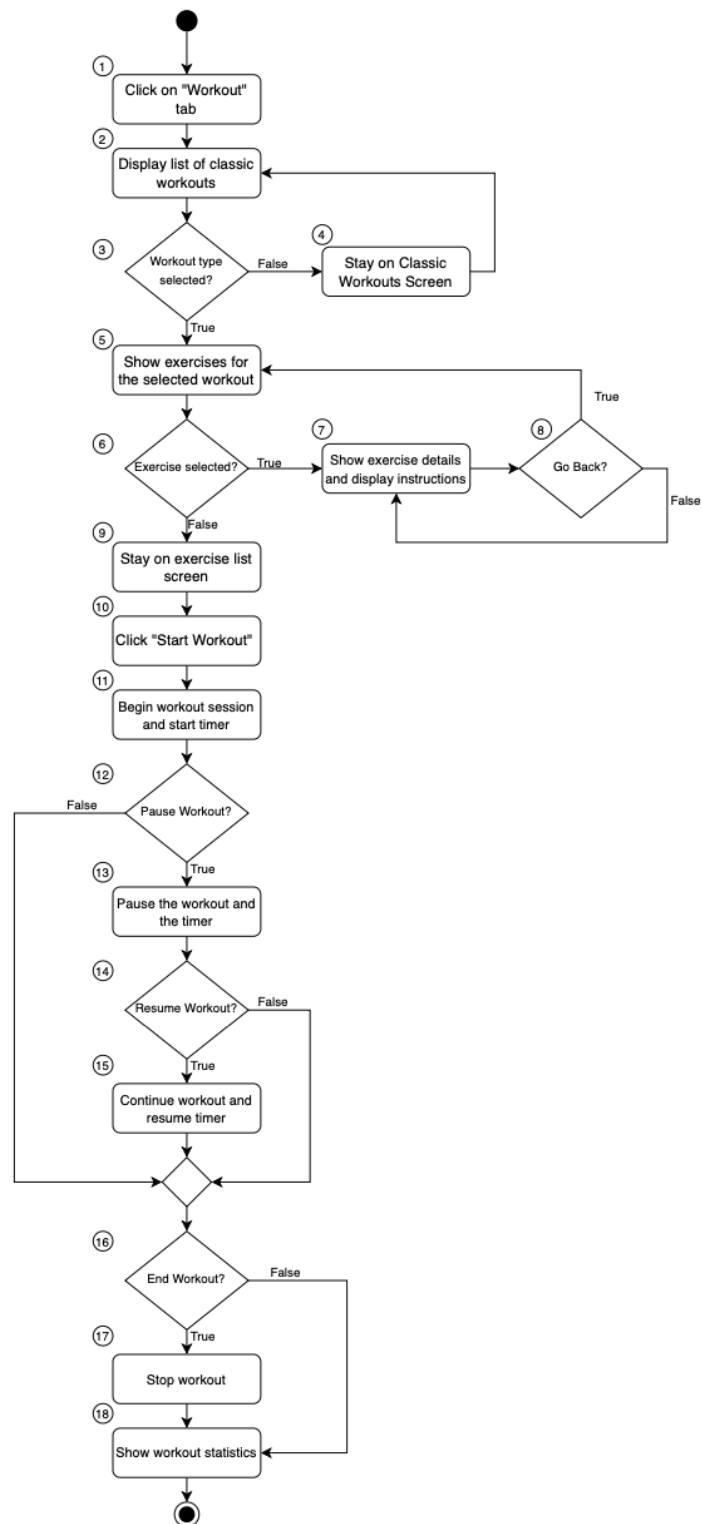 1
Click on "Workout"
tab
2
Display list of classic
workouts
3
Workout type
selected?
False
4
Stay on Classic
Workouts Screen
True
5
Show exercises for
the selected workout
True
6
Exercise selected?
True
7
Show exercise details
and display instructions
8
Go Back?
False
False
9
Stay on exercise list
screen
10
Click "Start Workout"
11
Begin workout session
and start timer
12
False
Pause Workout?
True
13
Pause the workout and
the timer
14
Resume Workout?
False
True
15
Continue workout and
resume timer
16
End Workout?
False
True
17
Stop workout
18
Show workout statistics